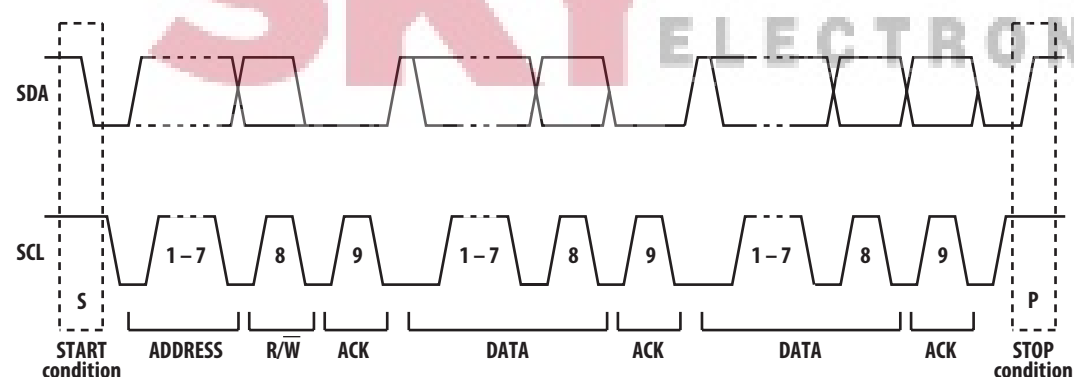 SKY
ELECTRON
SDA
SCL
1–7 8 9 1–7 8 9 1–7 8 9
S P
START condition
ADDRESS R/W̅ ACK DATA ACK DATA ACK
STOP condition